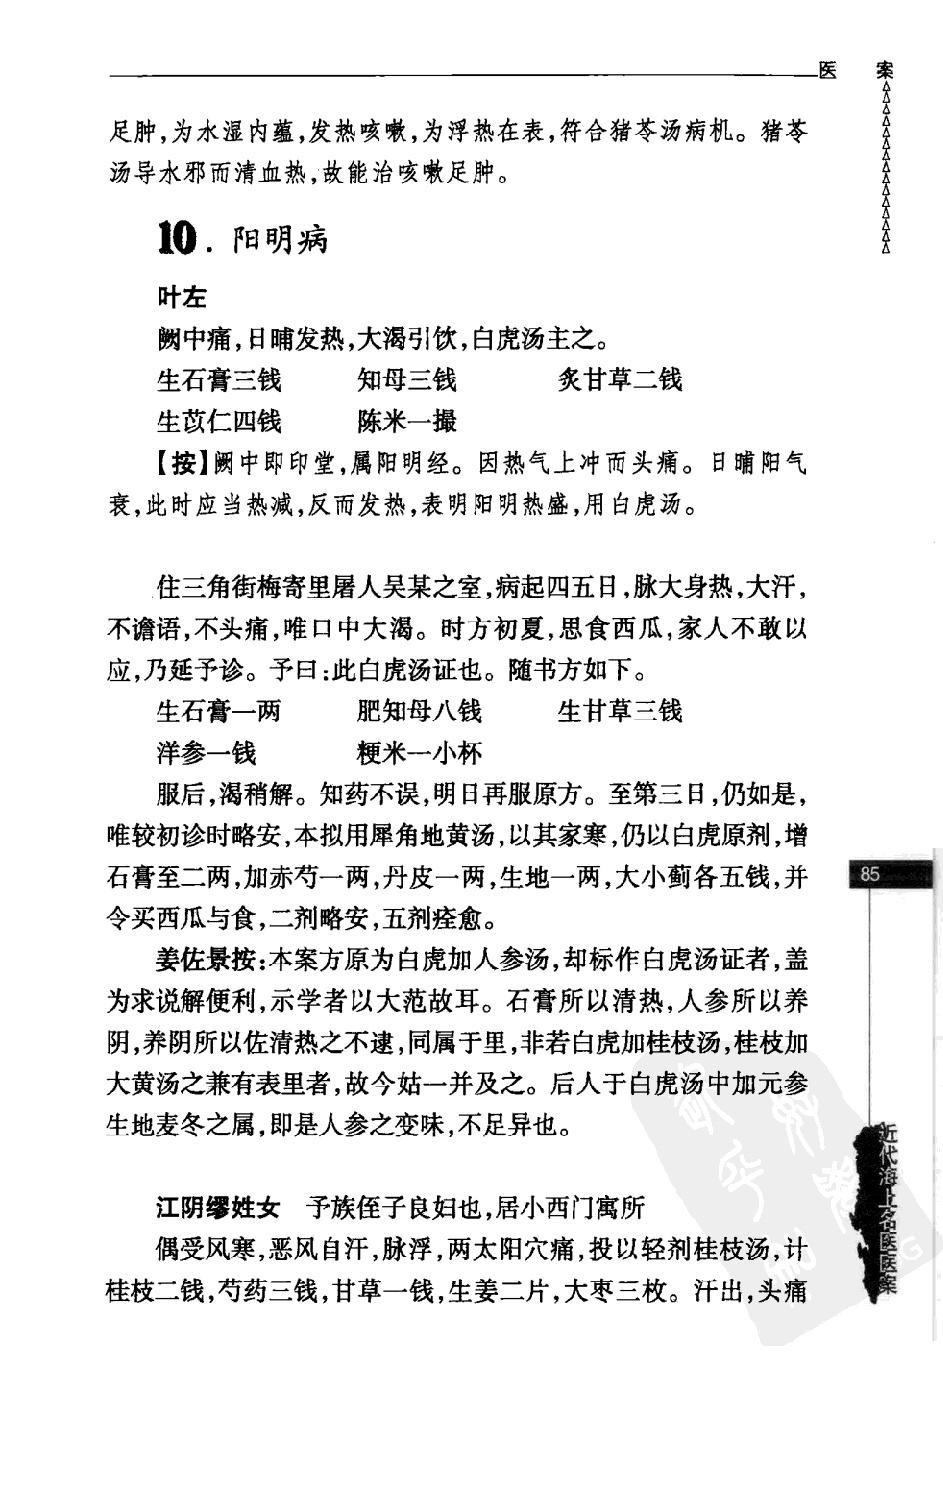 医 案
足肿,为水湿内蕴,发热咳嗽,为浮热在表,符合猪苓汤病机。猪苓
汤导水邪而清血热,故能治咳嗽足肿。
10．阳明病
叶左
阙中痛,日晡发热,大渴引饮,白虎汤主之。
生石膏三钱 知母三钱 炙甘草二钱
生苡仁四钱 陈米一撮
【按】阙中即印堂,属阳明经。因热气上冲而头痛。日晡阳气
衰,此时应当热减,反而发热,表明阳明热盛,用白虎汤。
住三角街梅寄里屠人吴某之室,病起四五日,脉大身热,大汗,
不谵语,不头痛,唯口中大渴。时方初夏,思食西瓜,家人不敢以
应,乃延予诊。予曰:此白虎汤证也。随书方如下。
生石膏一两 肥知母八钱 生甘草三钱
洋参一钱 粳米一小杯
服后,渴稍解。知药不误,明日再服原方。至第三日,仍如是,
唯较初诊时略安,本拟用犀角地黄汤,以其家寒,仍以白虎原剂,增
石膏至二两,加赤芍一两,丹皮一两,生地一两,大小蓟各五钱,并
令买西瓜与食,二剂略安,五剂痊愈。
姜佐景按:本案方原为白虎加人参汤,却标作白虎汤证者,盖
为求说解便利,示学者以大范故耳。石膏所以清热,人参所以养
阴,养阴所以佐清热之不逮,同属于里,非若白虎加桂枝汤,桂枝加
大黄汤之兼有表里者,故今姑一并及之。后人于白虎汤中加元参
生地麦冬之属,即是人参之变味,不足异也。
江阴缪姓女 予族侄子良妇也,居小西门寓所
偶受风寒,恶风自汗,脉浮,两太阳穴痛,投以轻剂桂枝汤,计
桂枝二钱,芍药三钱,甘草一钱,生姜二片,大枣三枚。汗出,头痛
85
近代海上名医医案